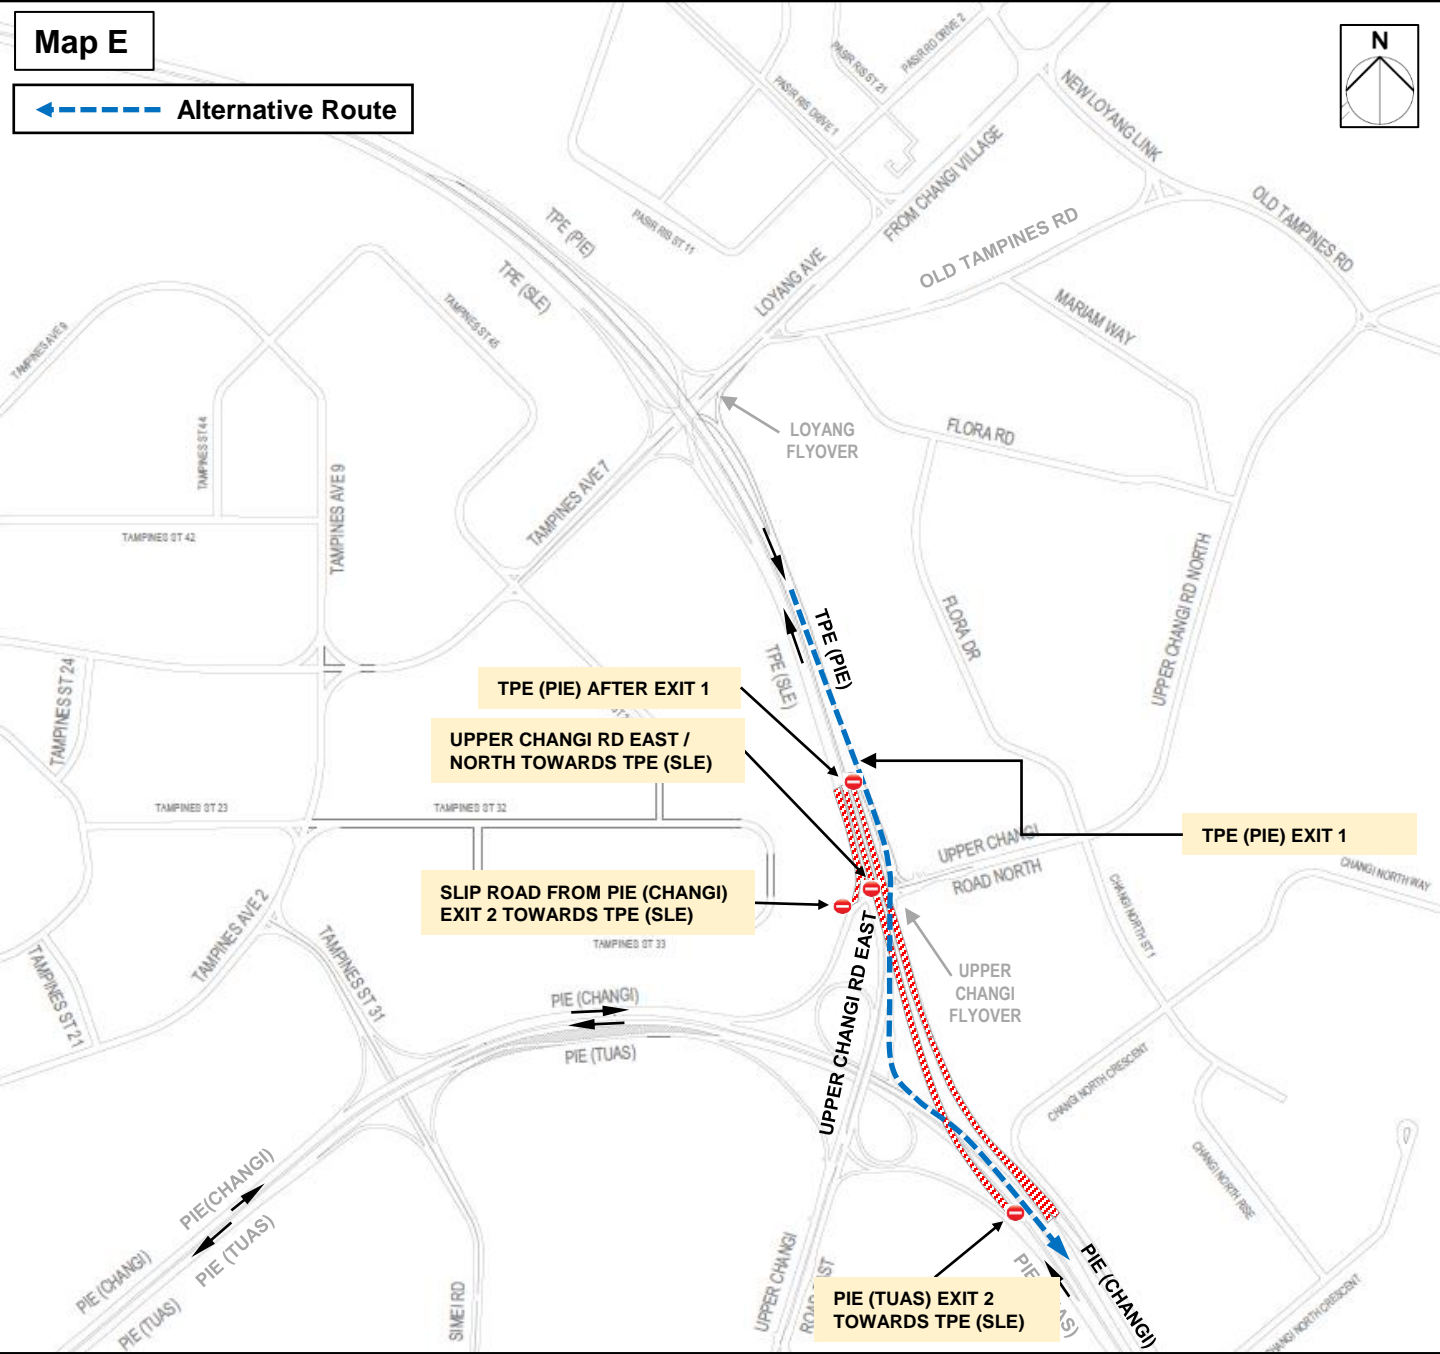 Map E
Alternative Route
N
PASIR RIS DRIVE 2
PASIR RIS ST 21
PASIR RIS DRIVE 1
PASIR RIS ST 11
NEW LOYANG LINK
FROM CHANGI VILLAGE
OLD TAMPINES RD
OLD TAMPINES RD
TPE (PIE)
TPE (SLE)
LOYANG AVE
MARIAM WAY
TAMPINES AVE 9
TAMPINES ST 45
TAMPINES ST 44
LOYANG
FLYOVER
FLORA RD
TAMPINES AVE 9
TAMPINES AVE 7
TAMPINES ST 42
UPPER CHANGI RD NORTH
FLORA DR
TPE (PIE)
TPE (SLE)
TAMPINES ST 24
TPE (PIE) AFTER EXIT 1
UPPER CHANGI RD EAST /
NORTH TOWARDS TPE (SLE)
TAMPINES ST 23
TAMPINES ST 32
TPE (PIE) EXIT 1
UPPER CHANGI
ROAD NORTH
CHANGI NORTH WAY
SLIP ROAD FROM PIE (CHANGI)
EXIT 2 TOWARDS TPE (SLE)
TAMPINES ST 33
CHANGI NORTH ST 1
TAMPINES AVE 2
TAMPINES ST 31
TAMPINES ST 21
UPPER CHANGI RD EAST
UPPER
CHANGI
FLYOVER
PIE (CHANGI)
PIE (TUAS)
CHANGI NORTH CRESCENT
CHANGI NORTH RISE
PIE(CHANGI)
PIE (TUAS)
PIE (CHANGI)
PIE (TUAS)
SIMEI RD
UPPER CHANGI
PIE (CHANGI)
PIE (TUAS) EXIT 2
TOWARDS TPE (SLE)
CHANGI NORTH CRESCENT